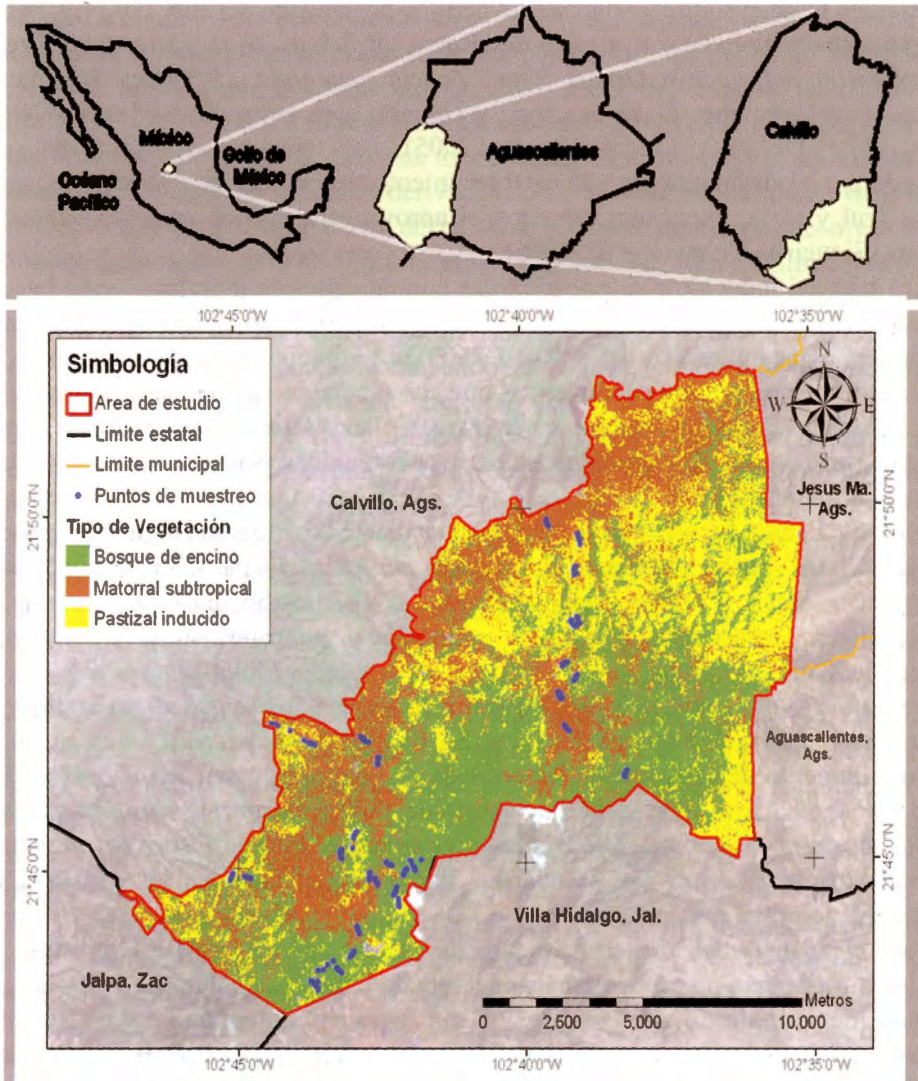 México
Golfo de
México
Océano
Pacífico
Aguascalientes
Calvillo
102°45'0"W
102°40'0"W
102°35'0"W
Simbología
Area de estudio
Limite estatal
Limite municipal
Puntos de muestreo
Tipo de Vegetación
Bosque de encino
Matorral subtropical
Pastizal inducido
N
W
E
S
Calvillo, Ags.
Jesus Ma.
Ags.
21°50'0"N
21°50'0"N
Aguascalientes,
Ags.
21°45'0"N
21°45'0"N
Villa Hidalgo, Jal.
Jalpa, Zac
Metros
0
2,500
5,000
10,000
102°45'0"W
102°40'0"W
102°35'0"W